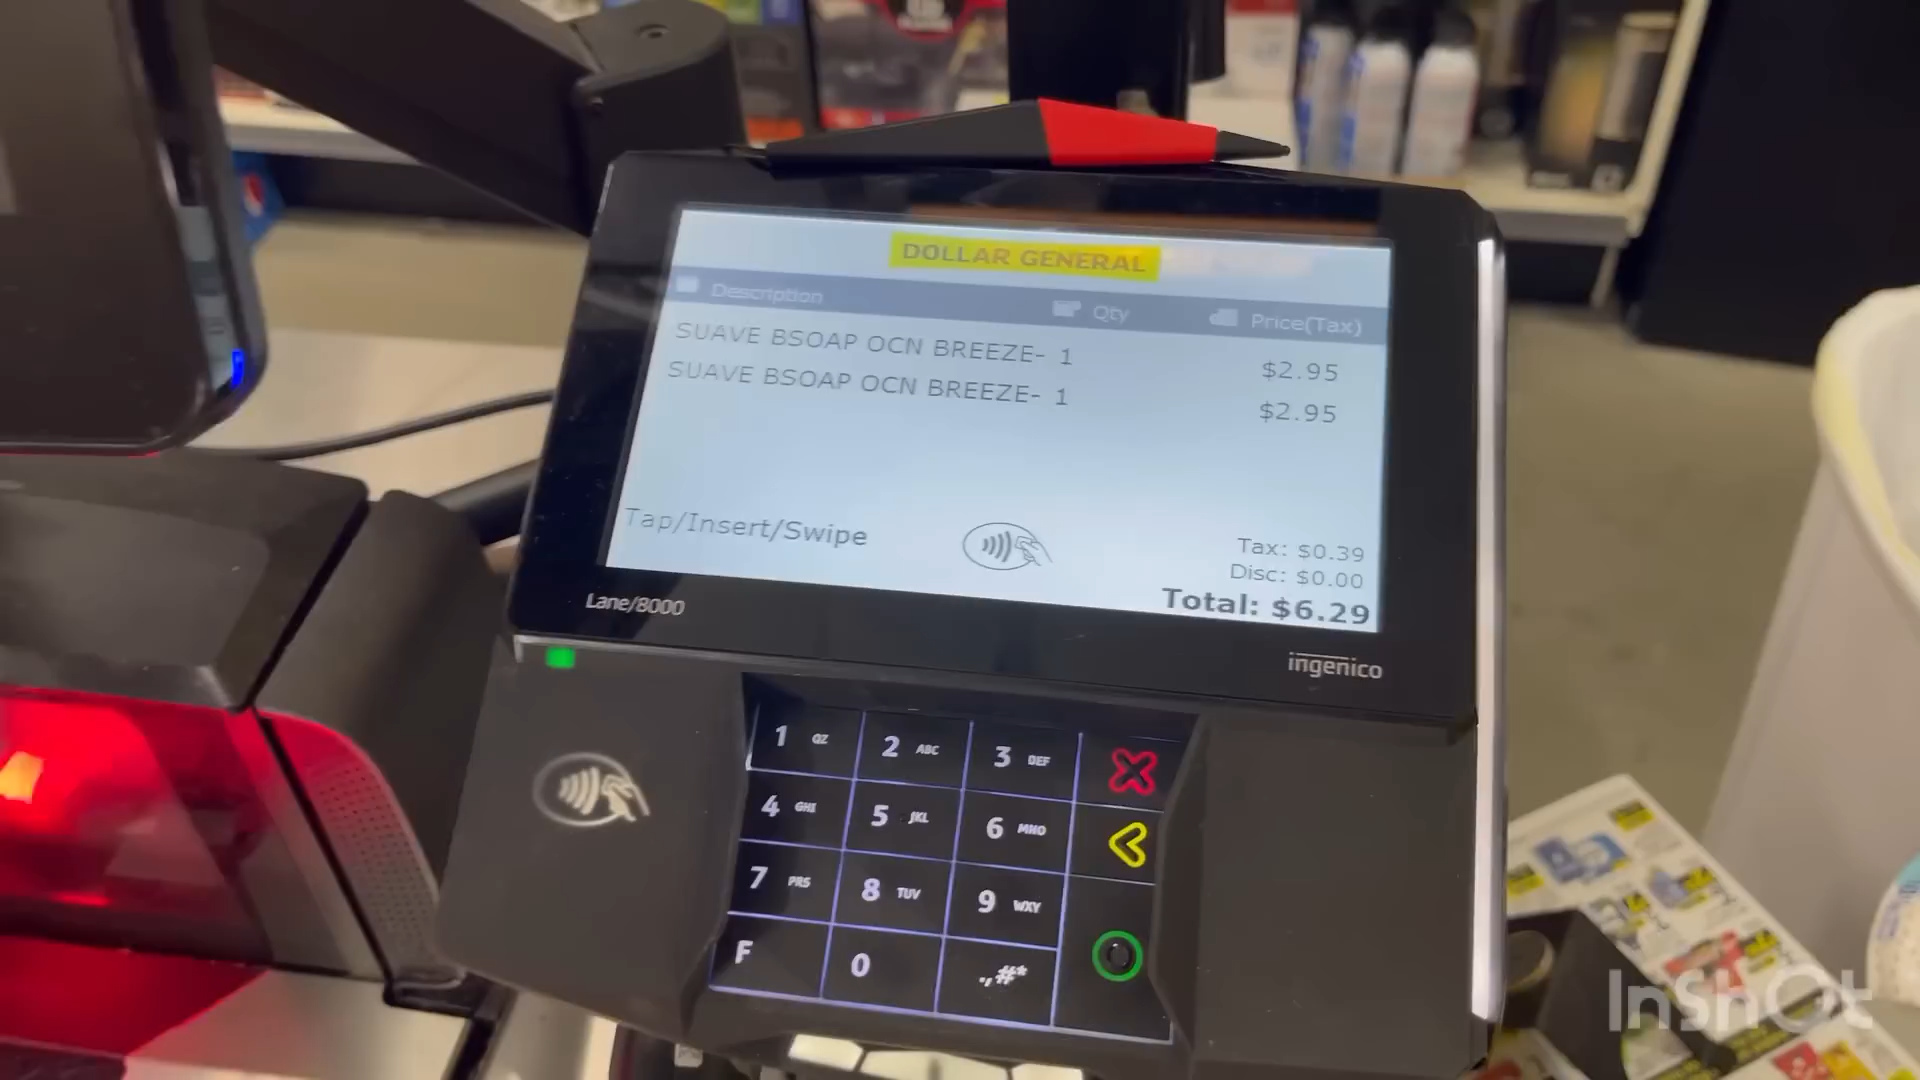 DOLLAR GENERAL
Description Qty Price(Tax)
SUAVE BSOAP OCN BREEZE- 1 $2.95
SUAVE BSOAP OCN BREEZE- 1 $2.95
Tap/Insert/Swipe
Tax: $0.39
Disc: $0.00
Total: $6.29
Lane/8000
ingenico
1 QZ 2 ABC 3 DEF
4 GHI 5 JKL 6 MNO
7 PRS 8 TUV 9 WXY
F 0 .,#*
InShOt